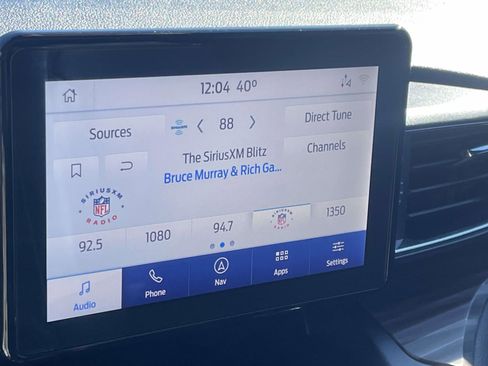 12:04 40°
Sources
88
Direct Tune
The SiriusXM Blitz
Channels
Bruce Murray & Rich Ga...
SIRIUSXM
NFL
RADIO
92.5
1080
94.7
1350
Audio
Phone
Nav
Apps
Settings